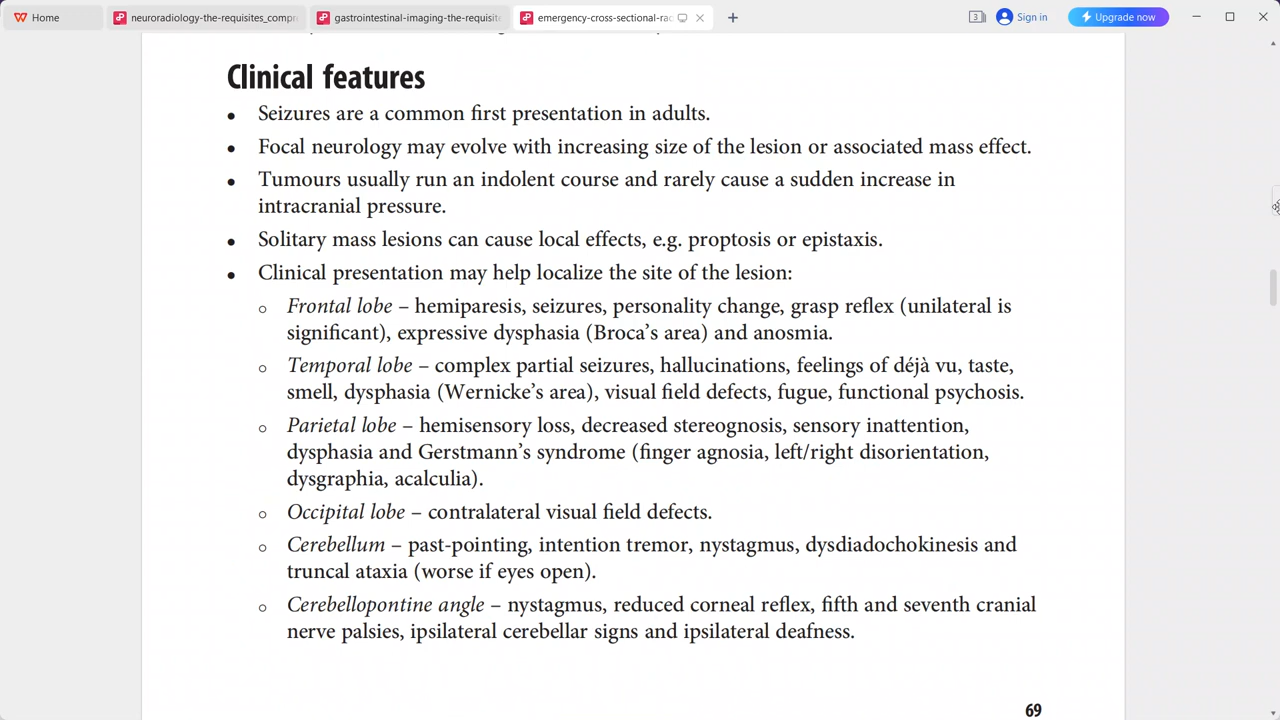 Home
neuroradiology-the-requisites_compre
gastrointestinal-imaging-the-requisite
emergency-cross-sectional-rac
3
Sign in
Upgrade now
Clinical features
• Seizures are a common first presentation in adults.
• Focal neurology may evolve with increasing size of the lesion or associated mass effect.
• Tumours usually run an indolent course and rarely cause a sudden increase in
intracranial pressure.
• Solitary mass lesions can cause local effects, e.g. proptosis or epistaxis.
• Clinical presentation may help localize the site of the lesion:
○ Frontal lobe – hemiparesis, seizures, personality change, grasp reflex (unilateral is
significant), expressive dysphasia (Broca’s area) and anosmia.
○ Temporal lobe – complex partial seizures, hallucinations, feelings of déjà vu, taste,
smell, dysphasia (Wernicke’s area), visual field defects, fugue, functional psychosis.
○ Parietal lobe – hemisensory loss, decreased stereognosis, sensory inattention,
dysphasia and Gerstmann’s syndrome (finger agnosia, left/right disorientation,
dysgraphia, acalculia).
○ Occipital lobe – contralateral visual field defects.
○ Cerebellum – past-pointing, intention tremor, nystagmus, dysdiadochokinesis and
truncal ataxia (worse if eyes open).
○ Cerebellopontine angle – nystagmus, reduced corneal reflex, fifth and seventh cranial
nerve palsies, ipsilateral cerebellar signs and ipsilateral deafness.
69